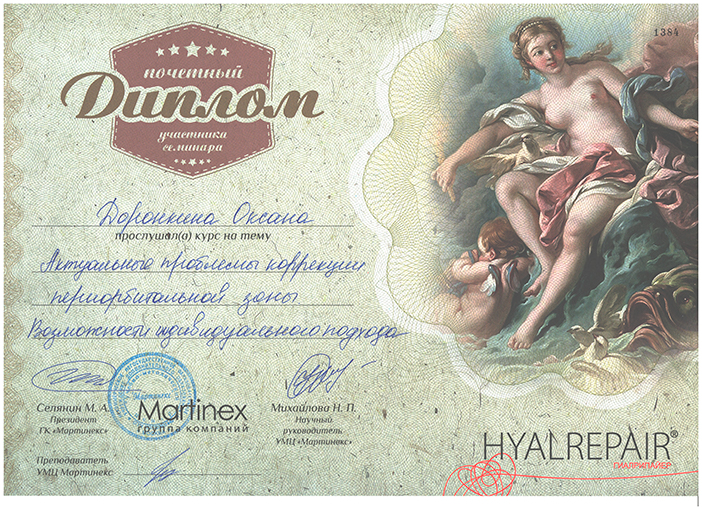 1384
почетный
Диплом
участника
семинара
Доронкина Оксана
прослушал(а) курс на тему
Актуальные проблемы коррекции
периорбитальной зоны
Возможности индивидуального подхода
Селянин М. А.
Президент
ГК «Мартинекс»
Martinex
группа компаний
Михайлова Н. П.
Научный
руководитель
УМЦ «Мартинекс»
Преподаватель
УМЦ Мартинекс
HYALREPAIR®
ГИАЛРИПАЙЕР